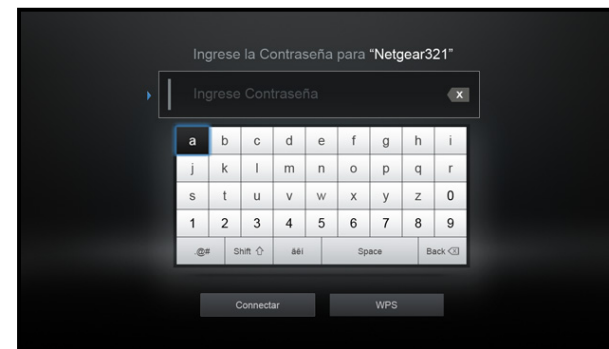 Ingrese la Contraseña para “Netgear321”
Ingrese Contraseña X
a b c d e f g h i
j k l m n o p q r
s t u v w x y z 0
1 2 3 4 5 6 7 8 9
.@# Shift âéí Space Back
Connectar WPS